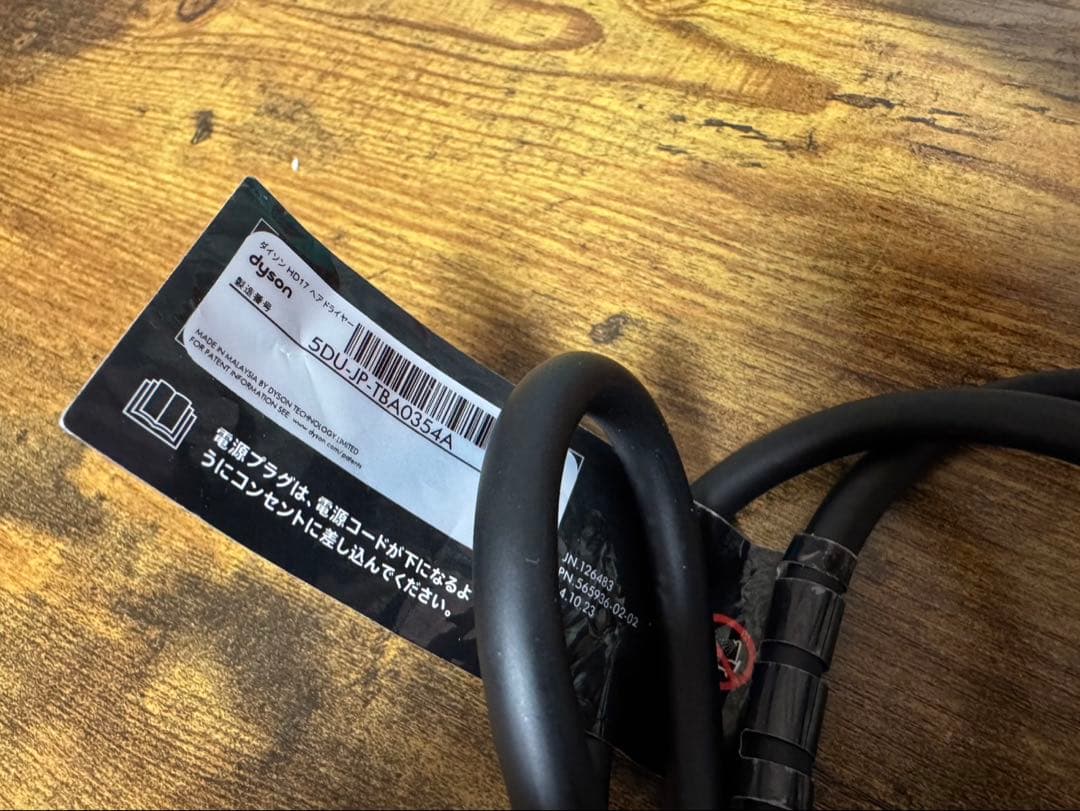 ダイソン HD17 ヘアドライヤー
dyson
製造番号
5DU-JP-TBA0354A
MADE IN MALAYSIA BY DYSON TECHNOLOGY LIMITED
FOR PATENT INFORMATION SEE: www.dyson.com/patents
電源プラグは、電源コードが下になるよ
うにコンセントに差し込んでください。
JN.126483
PN.565936-02-02
4.10 23